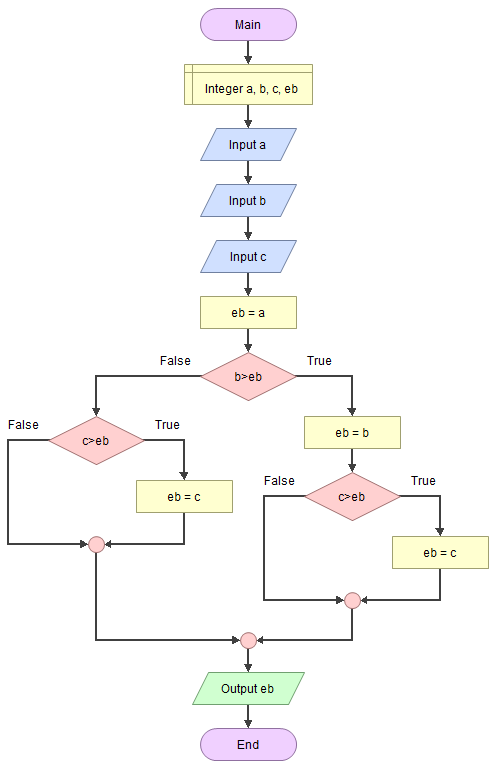 Main
Integer a, b, c, eb
Input a
Input b
Input c
eb = a
False
True
b>eb
False
True
c>eb
eb = c
eb = b
False
True
c>eb
eb = c
Output eb
End